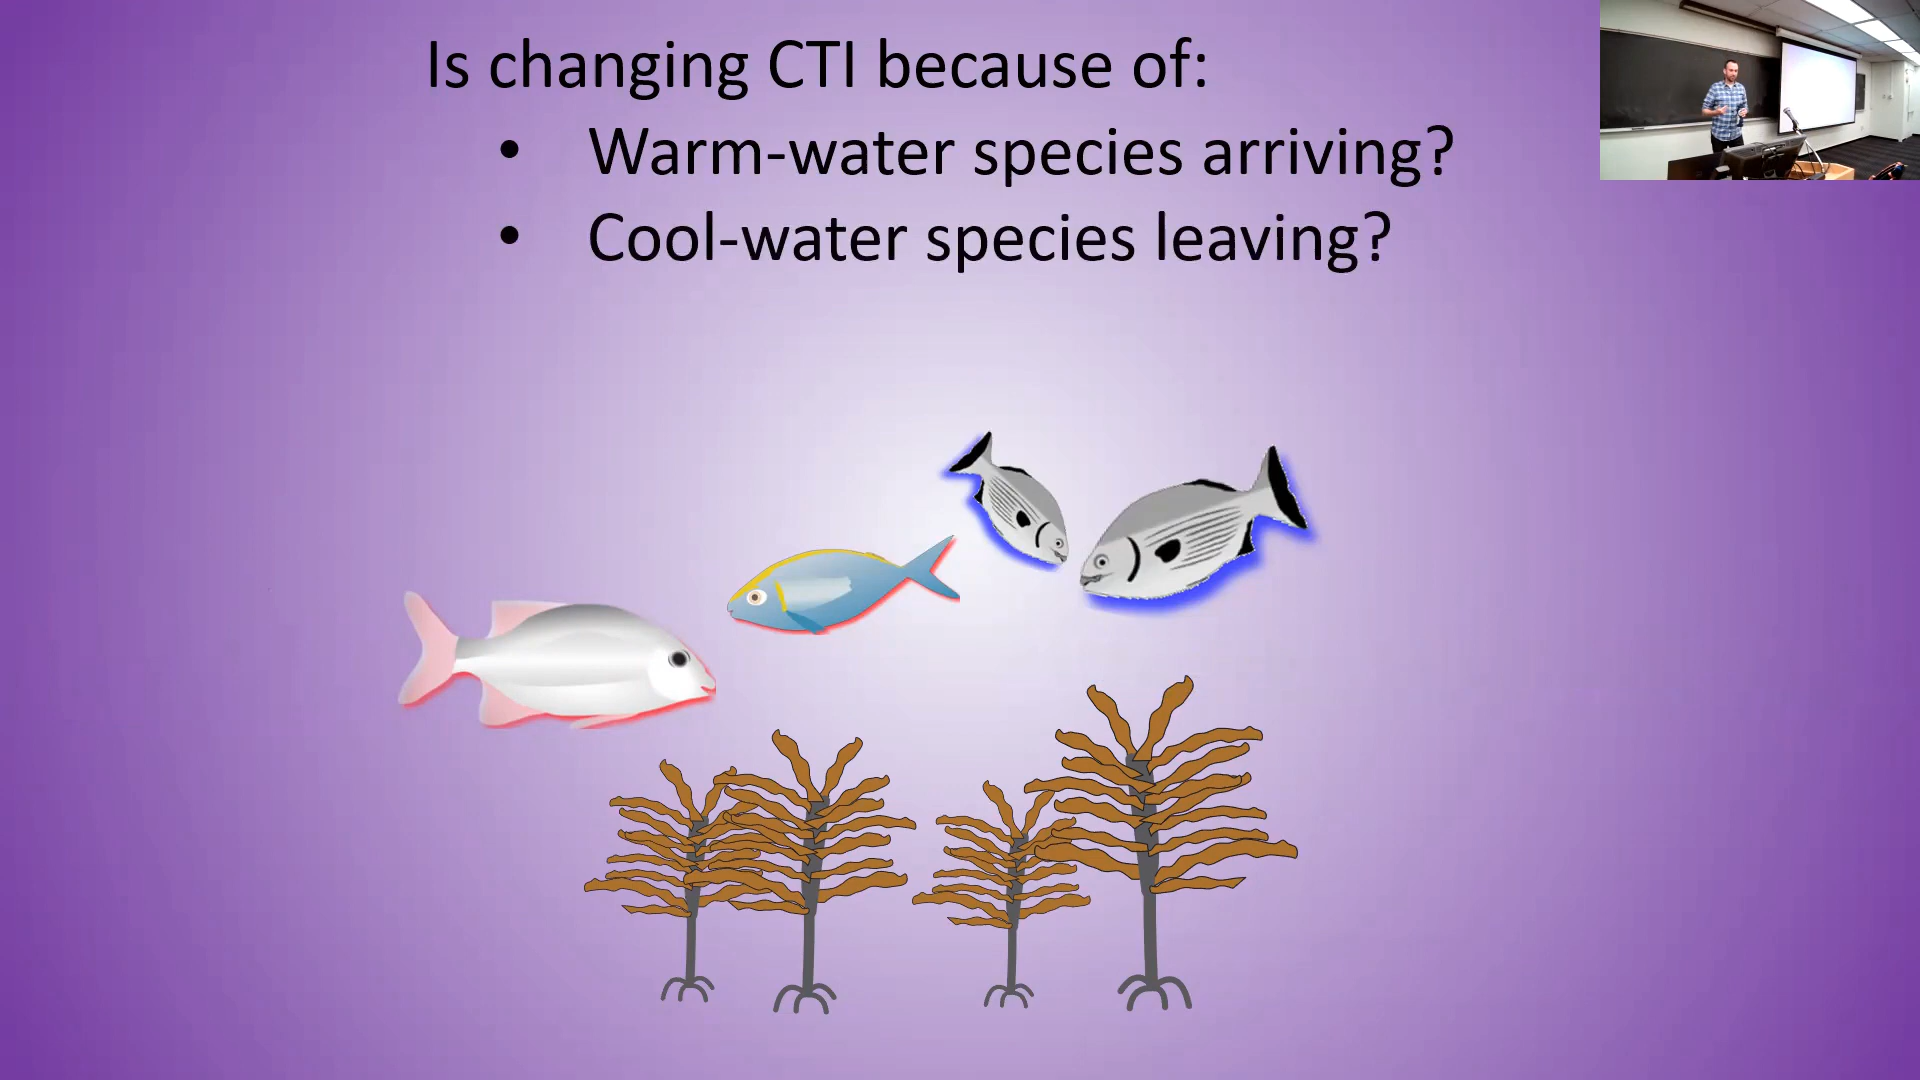 Is changing CTI because of:
• Warm-water species arriving?
• Cool-water species leaving?